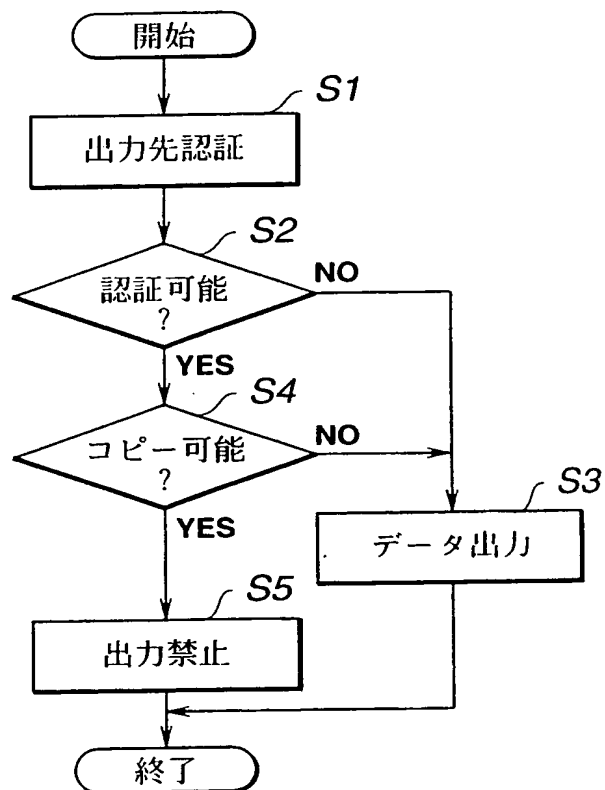 開始
S1
出力先認証
S2
認証可能
?
NO
YES
S4
コピー可能
?
NO
YES
S3
データ出力
S5
出力禁止
終了